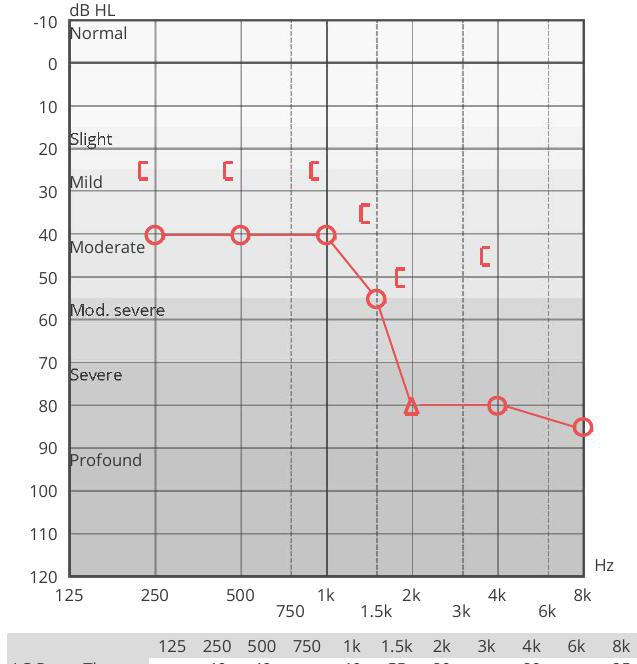 dB HL
-10
Normal
0
10
Slight
20
Mild
30
40
Moderate
50
Mod. severe
60
70
Severe
80
90
Profound
100
110
120
Hz
125 250 500 1k 2k 4k 8k
750 1.5k 3k 6k
125 250 500 750 1k 1.5k 2k 3k 4k 6k 8k